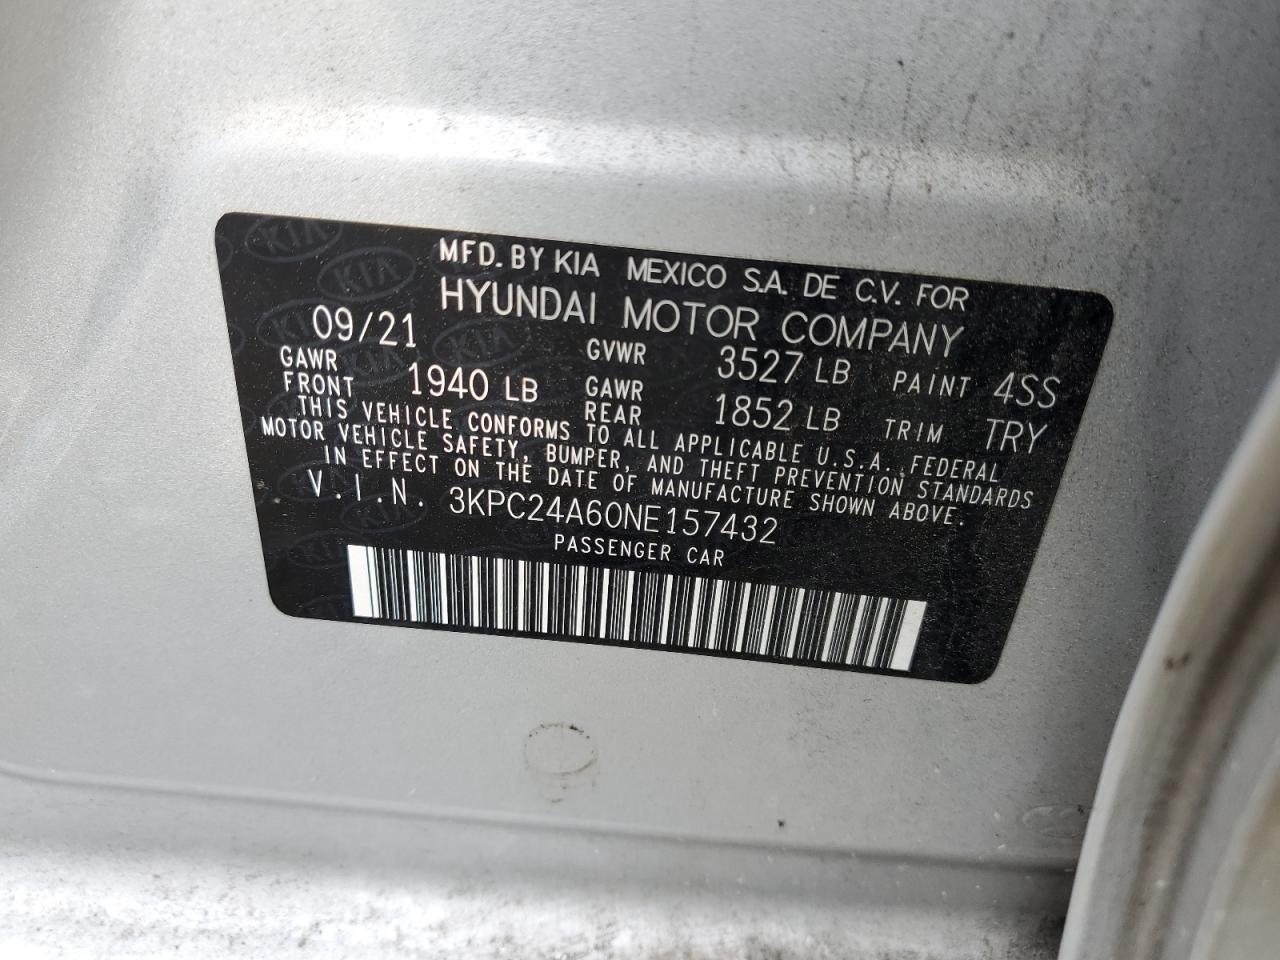 MFD. BY KIA MEXICO S.A. DE C.V. FOR
HYUNDAI MOTOR COMPANY
09/21 GVWR 3527 LB PAINT 4SS
GAWR FRONT 1940 LB GAWR REAR 1852 LB TRIM TRY
THIS VEHICLE CONFORMS TO ALL APPLICABLE U.S.A. FEDERAL
MOTOR VEHICLE SAFETY, BUMPER, AND THEFT PREVENTION STANDARDS
IN EFFECT ON THE DATE OF MANUFACTURE SHOWN ABOVE.
V.I.N. 3KPC24A60NE157432
PASSENGER CAR